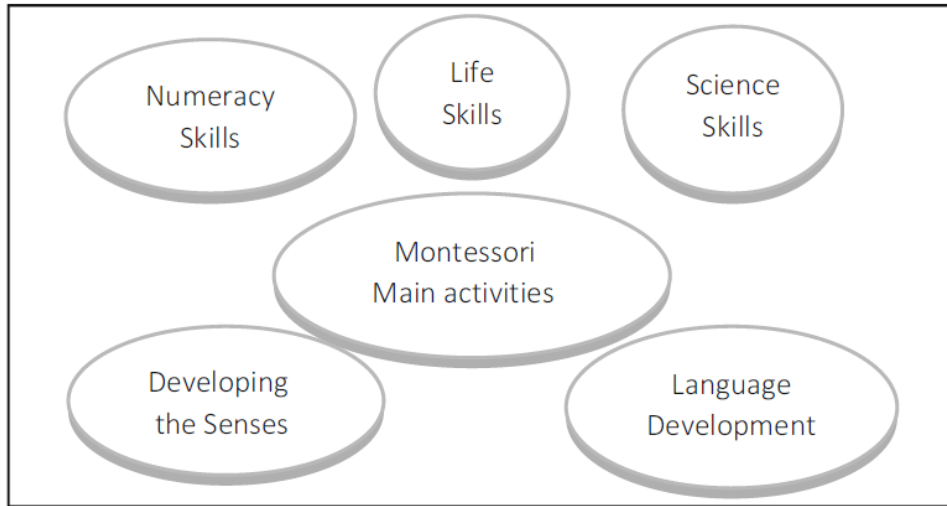 Numeracy
Skills
Life
Skills
Science
Skills
Montessori
Main activities
Developing
the Senses
Language
Development